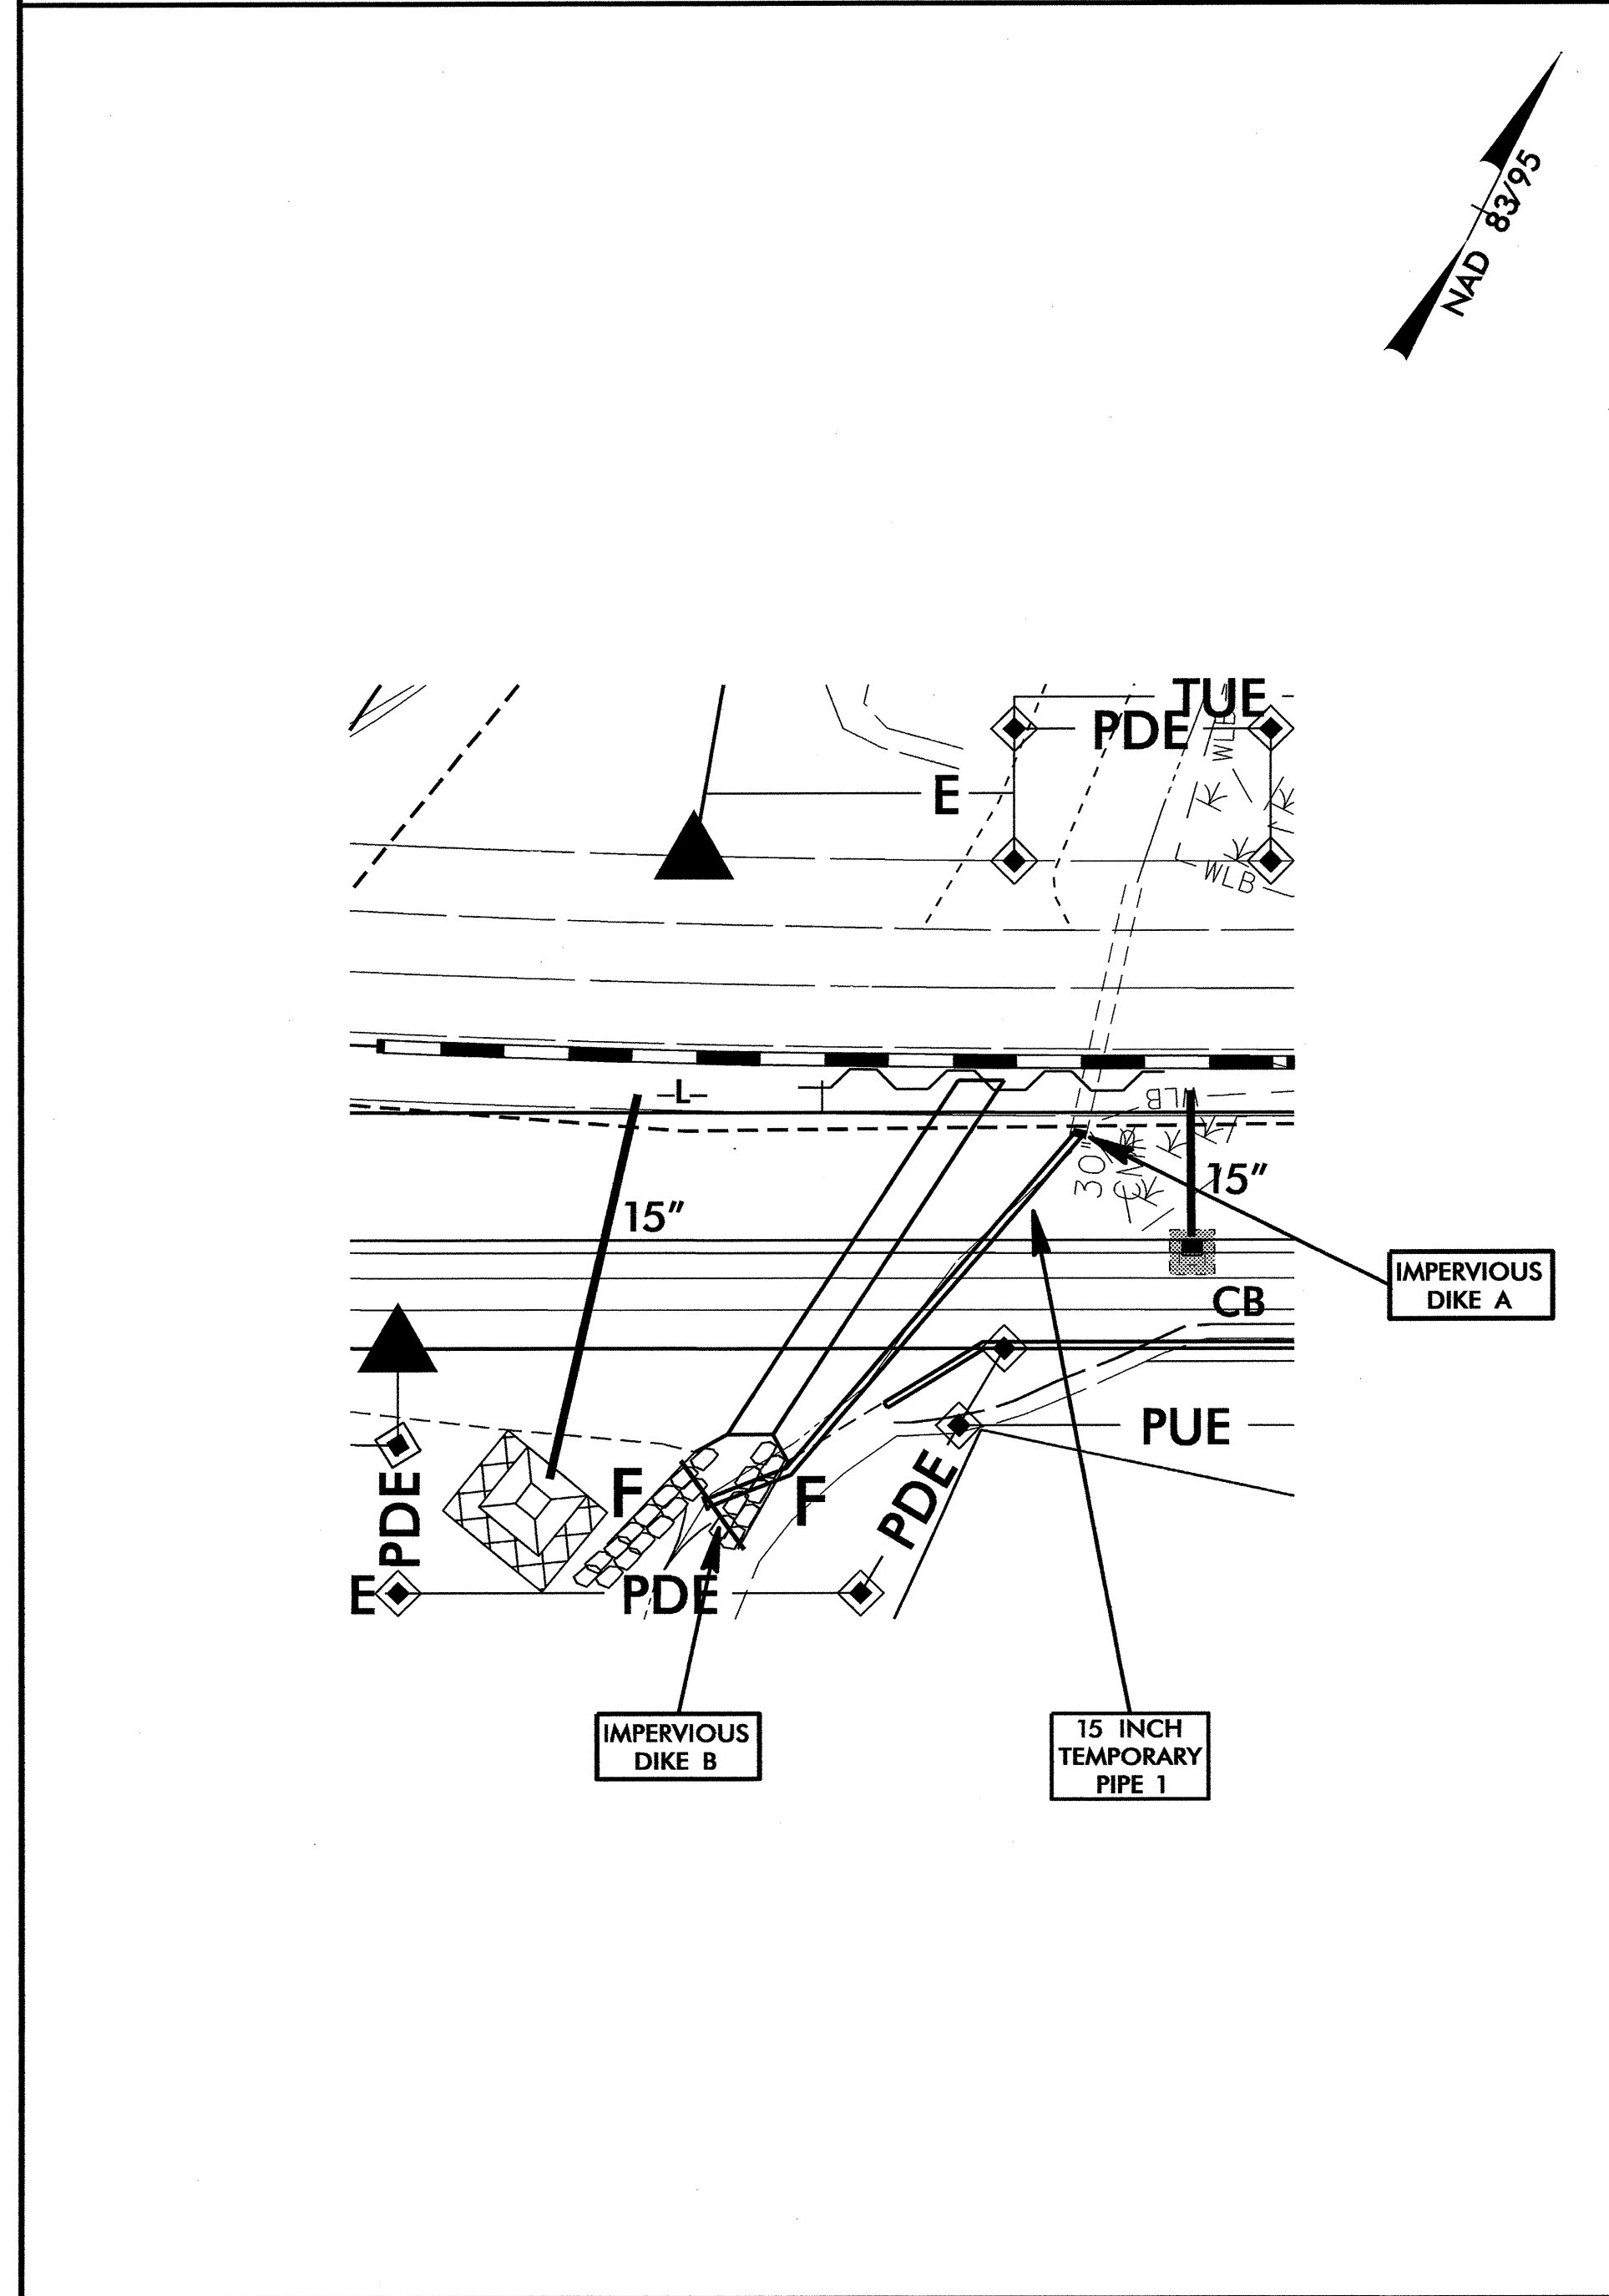 NAD 83/95
TUE
PDE
WLB
E
WLB
-L-
WLB
30"
CMP
15"
15"
IMPERVIOUS
DIKE A
CB
PUE
PDE
F
F
PDE
E
PDE
IMPERVIOUS
DIKE B
15 INCH
TEMPORARY
PIPE 1